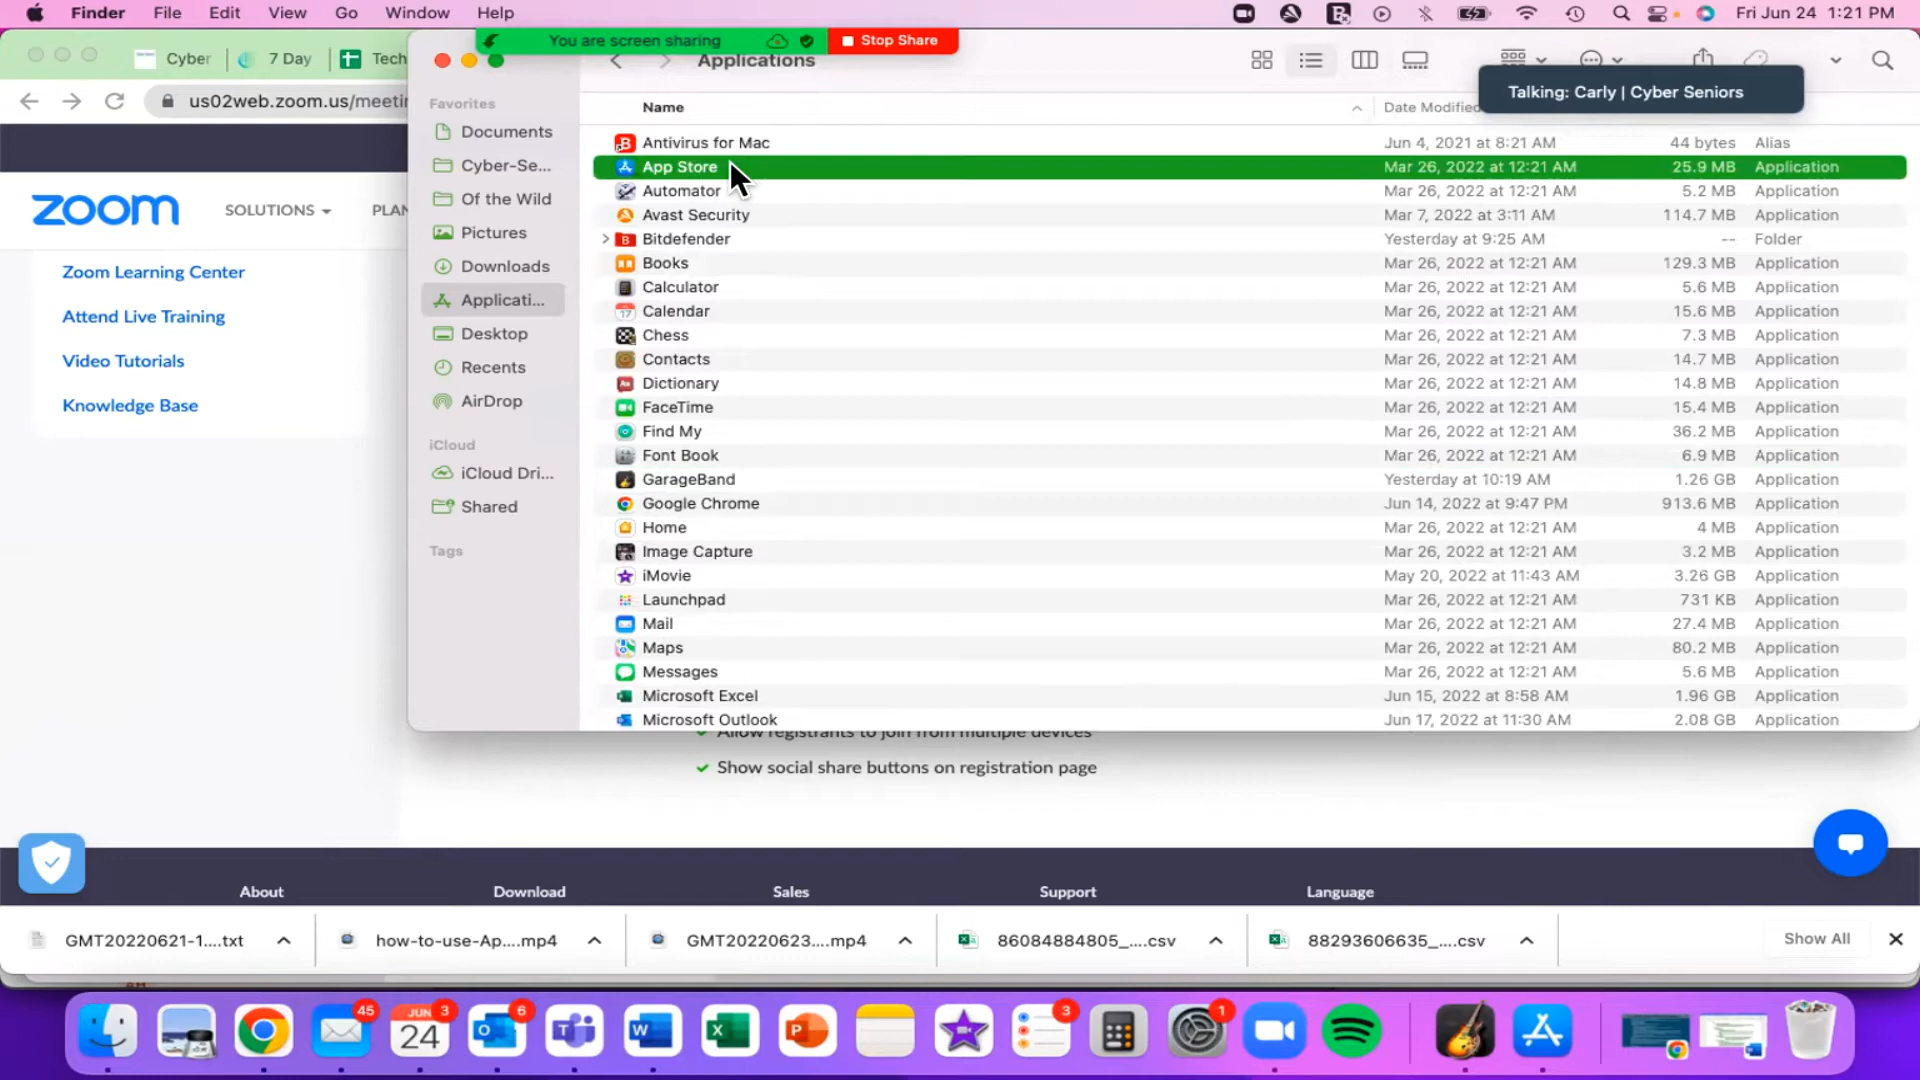 Finder File Edit View Go Window Help Fri Jun 24 1:21 PM
You are screen sharing Stop Share
Cyber 7 Day Tech
Applications
us02web.zoom.us/meetin
Talking: Carly | Cyber Seniors
zoom SOLUTIONS PLAN
Zoom Learning Center
Attend Live Training
Video Tutorials
Knowledge Base
Favorites
Documents
Cyber-Se...
Of the Wild
Pictures
Downloads
Applicati...
Desktop
Recents
AirDrop
iCloud
iCloud Dri...
Shared
Tags
Name Date Modified
Antivirus for Mac Jun 4, 2021 at 8:21 AM 44 bytes Alias
App Store Mar 26, 2022 at 12:21 AM 25.9 MB Application
Automator Mar 26, 2022 at 12:21 AM 5.2 MB Application
Avast Security Mar 7, 2022 at 3:11 AM 114.7 MB Application
Bitdefender Yesterday at 9:25 AM -- Folder
Books Mar 26, 2022 at 12:21 AM 129.3 MB Application
Calculator Mar 26, 2022 at 12:21 AM 5.6 MB Application
Calendar Mar 26, 2022 at 12:21 AM 15.6 MB Application
Chess Mar 26, 2022 at 12:21 AM 7.3 MB Application
Contacts Mar 26, 2022 at 12:21 AM 14.7 MB Application
Dictionary Mar 26, 2022 at 12:21 AM 14.8 MB Application
FaceTime Mar 26, 2022 at 12:21 AM 15.4 MB Application
Find My Mar 26, 2022 at 12:21 AM 36.2 MB Application
Font Book Mar 26, 2022 at 12:21 AM 6.9 MB Application
GarageBand Yesterday at 10:19 AM 1.26 GB Application
Google Chrome Jun 14, 2022 at 9:47 PM 913.6 MB Application
Home Mar 26, 2022 at 12:21 AM 4 MB Application
Image Capture Mar 26, 2022 at 12:21 AM 3.2 MB Application
iMovie May 20, 2022 at 11:43 AM 3.26 GB Application
Launchpad Mar 26, 2022 at 12:21 AM 731 KB Application
Mail Mar 26, 2022 at 12:21 AM 27.4 MB Application
Maps Mar 26, 2022 at 12:21 AM 80.2 MB Application
Messages Mar 26, 2022 at 12:21 AM 5.6 MB Application
Microsoft Excel Jun 15, 2022 at 8:58 AM 1.96 GB Application
Microsoft Outlook Jun 17, 2022 at 11:30 AM 2.08 GB Application
Allow registrants to join from multiple devices
Show social share buttons on registration page
About Download Sales Support Language
GMT20220621-1....txt how-to-use-Ap....mp4 GMT20220623....mp4 86084884805_....csv 88293606635_....csv Show All
45 JUN 24 3 6 3 1